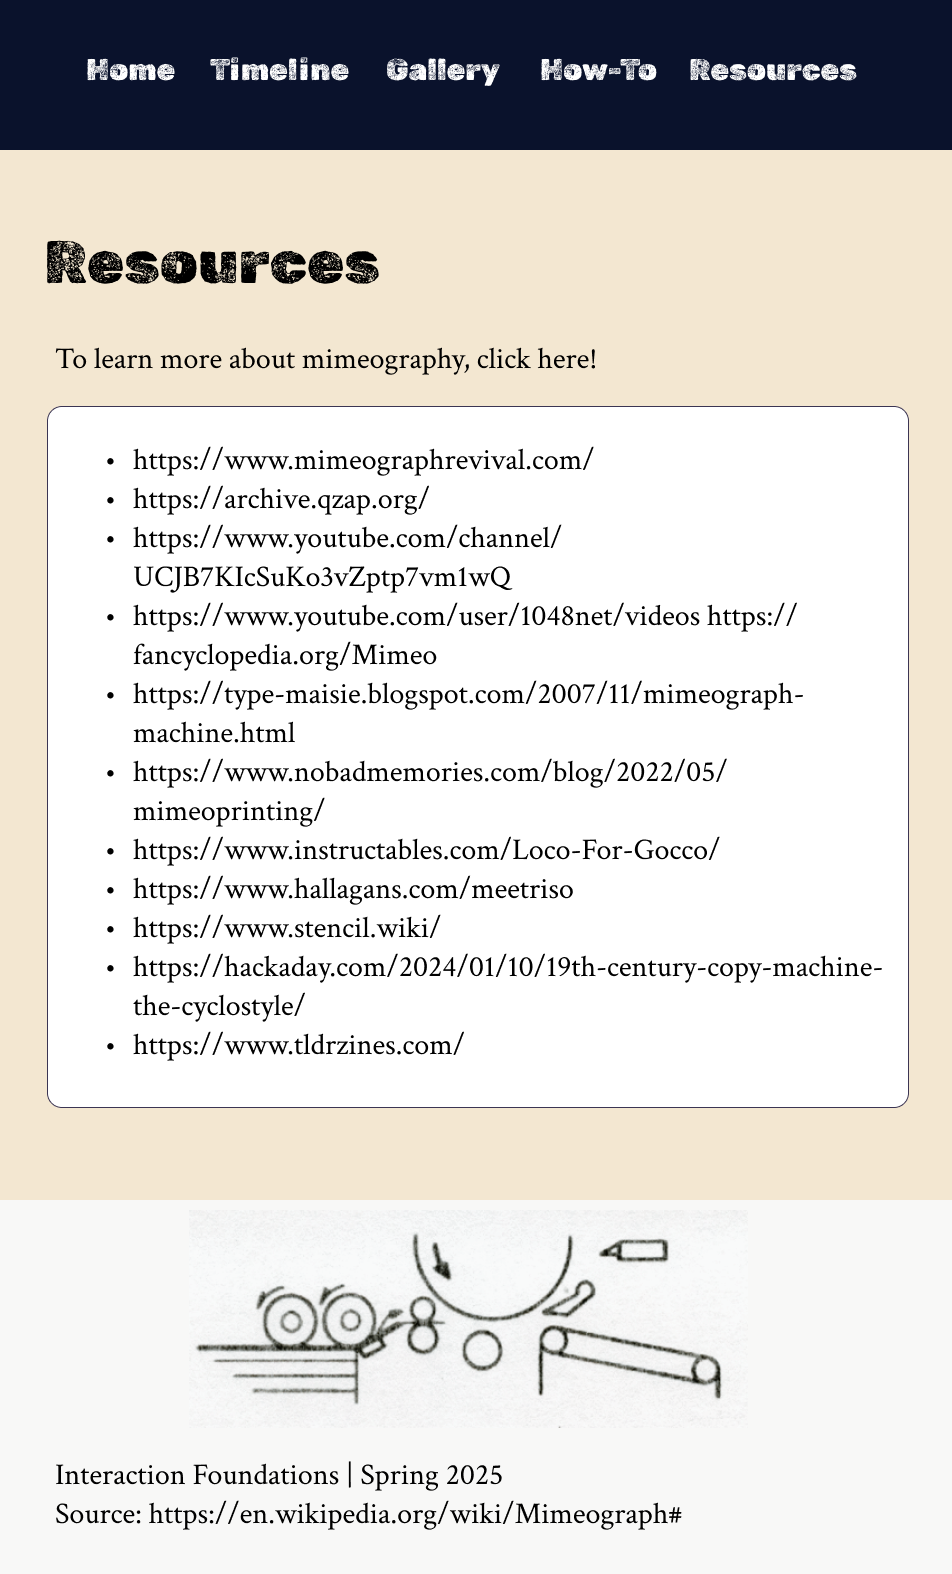 Home Timeline Gallery How-To Resources
Resources
To learn more about mimeography, click here!
• https://www.mimeographrevival.com/
• https://archive.qzap.org/
• https://www.youtube.com/channel/
UCJB7KIcSuKo3vZptp7vm1wQ
• https://www.youtube.com/user/1048net/videos https://
fancyclopedia.org/Mimeo
• https://type-maisie.blogspot.com/2007/11/mimeograph-
machine.html
• https://www.nobadmemories.com/blog/2022/05/
mimeoprinting/
• https://www.instructables.com/Loco-For-Gocco/
• https://www.hallagans.com/meetriso
• https://www.stencil.wiki/
• https://hackaday.com/2024/01/10/19th-century-copy-machine-
the-cyclostyle/
• https://www.tldrzines.com/
Interaction Foundations | Spring 2025
Source: https://en.wikipedia.org/wiki/Mimeograph#